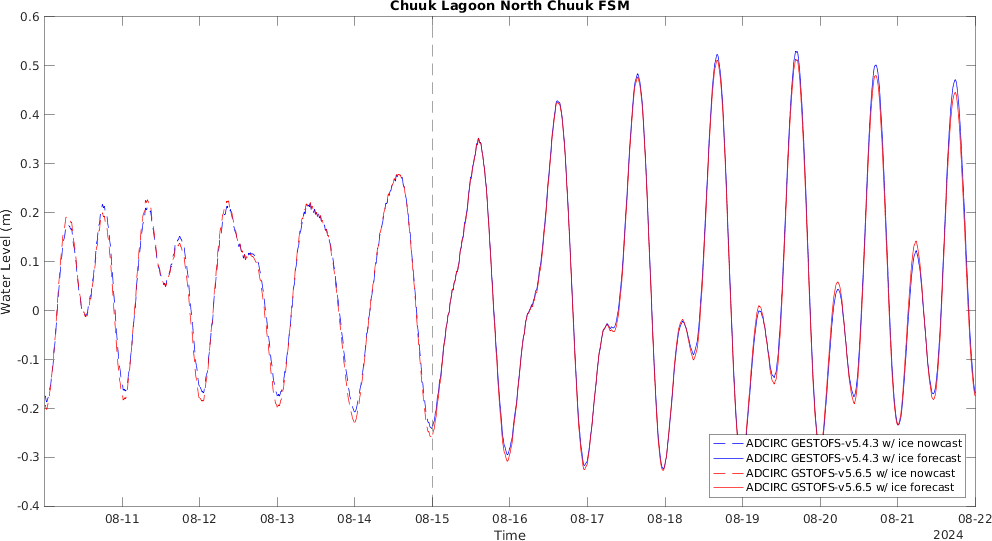 Chuuk Lagoon North Chuuk FSM
0.6
0.5
0.4
0.3
0.2
0.1
0
-0.1
-0.2
-0.3
-0.4
Water Level (m)
ADCIRC GESTOFS-v5.4.3 w/ ice nowcast
ADCIRC GESTOFS-v5.4.3 w/ ice forecast
ADCIRC GSTOFS-v5.6.5 w/ ice nowcast
ADCIRC GSTOFS-v5.6.5 w/ ice forecast
08-11 08-12 08-13 08-14 08-15 08-16 08-17 08-18 08-19 08-20 08-21 08-22
Time
2024